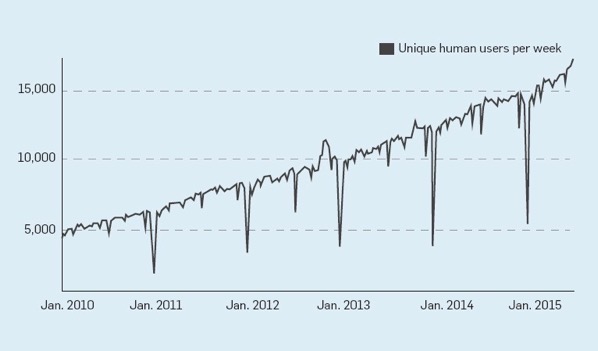 Unique human users per week
15,000
10,000
5,000
Jan. 2010 Jan. 2011 Jan. 2012 Jan. 2013 Jan. 2014 Jan. 2015